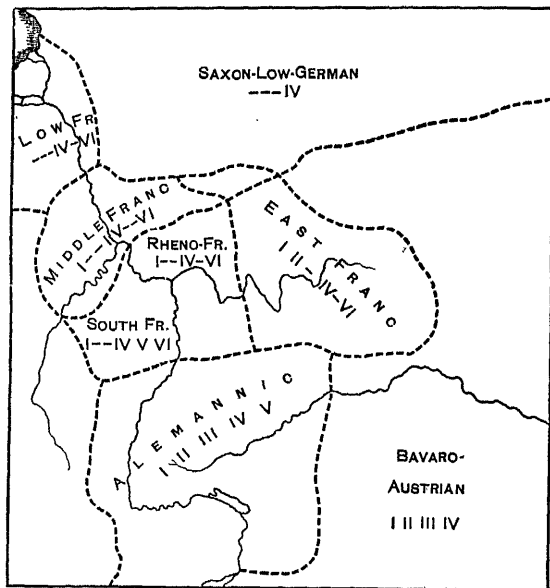 SAXON-LOW-GERMAN
---IV
LOW FR.
---IV-VI
MIDDLE FRANC
I--IV-VI
RHENO-FR.
I--IV-VI
EAST FRANC
I II-IV-VI
SOUTH FR.
I--IV V VI
ALEMANNIC
I II III IV V
BAVARO-
AUSTRIAN
I II III IV